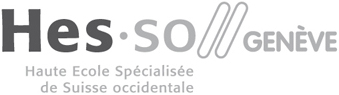 Hes·so GENÈVE
Haute Ecole Spécialisée
de Suisse occidentale